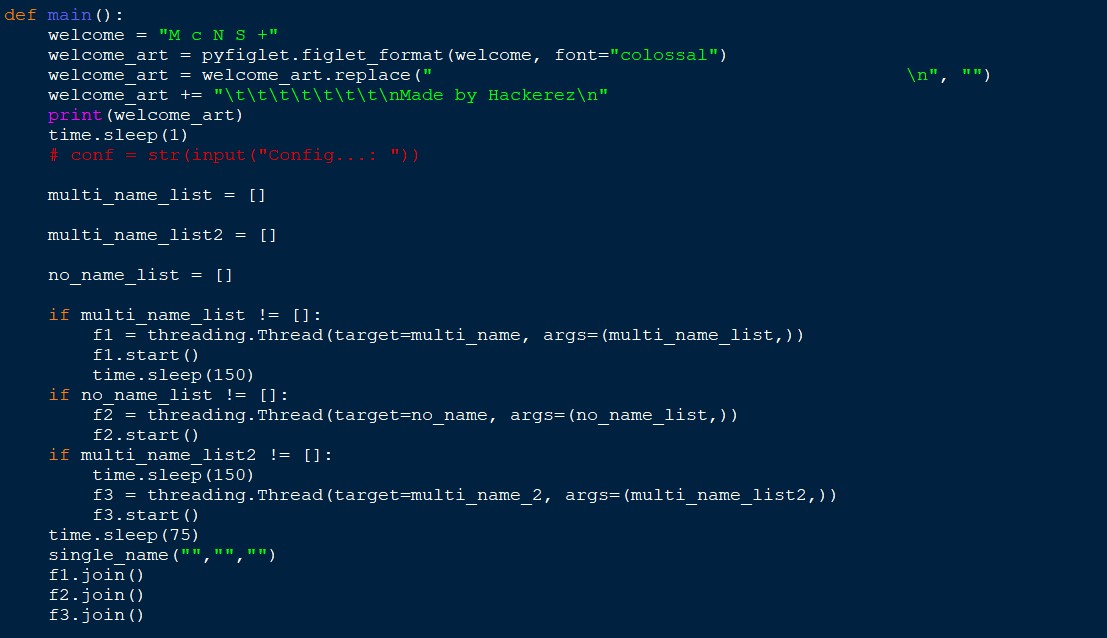 def main():
    welcome = "M c N S +"
    welcome_art = pyfiglet.figlet_format(welcome, font="colossal")
    welcome_art = welcome_art.replace("                                           \n", "")
    welcome_art += "\t\t\t\t\t\t\t\nMade by Hackerez\n"
    print(welcome_art)
    time.sleep(1)
    # conf = str(input("Config...: "))
    multi_name_list = []
    multi_name_list2 = []
    no_name_list = []
    if multi_name_list != []:
        f1 = threading.Thread(target=multi_name, args=(multi_name_list,))
        f1.start()
        time.sleep(150)
    if no_name_list != []:
        f2 = threading.Thread(target=no_name, args=(no_name_list,))
        f2.start()
    if multi_name_list2 != []:
        time.sleep(150)
        f3 = threading.Thread(target=multi_name_2, args=(multi_name_list2,))
        f3.start()
    time.sleep(75)
    single_name("","","")
    f1.join()
    f2.join()
    f3.join()